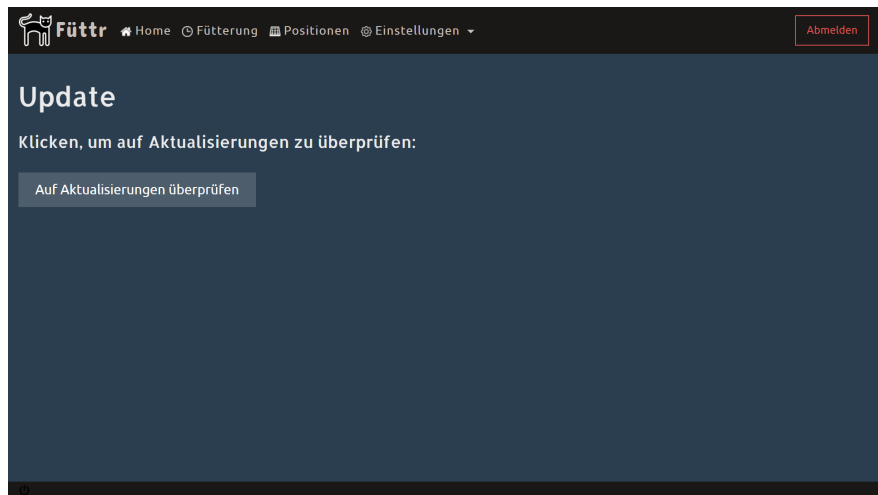 Füttr Home Fütterung Positionen Einstellungen Abmelden
Update
Klicken, um auf Aktualisierungen zu überprüfen:
Auf Aktualisierungen überprüfen